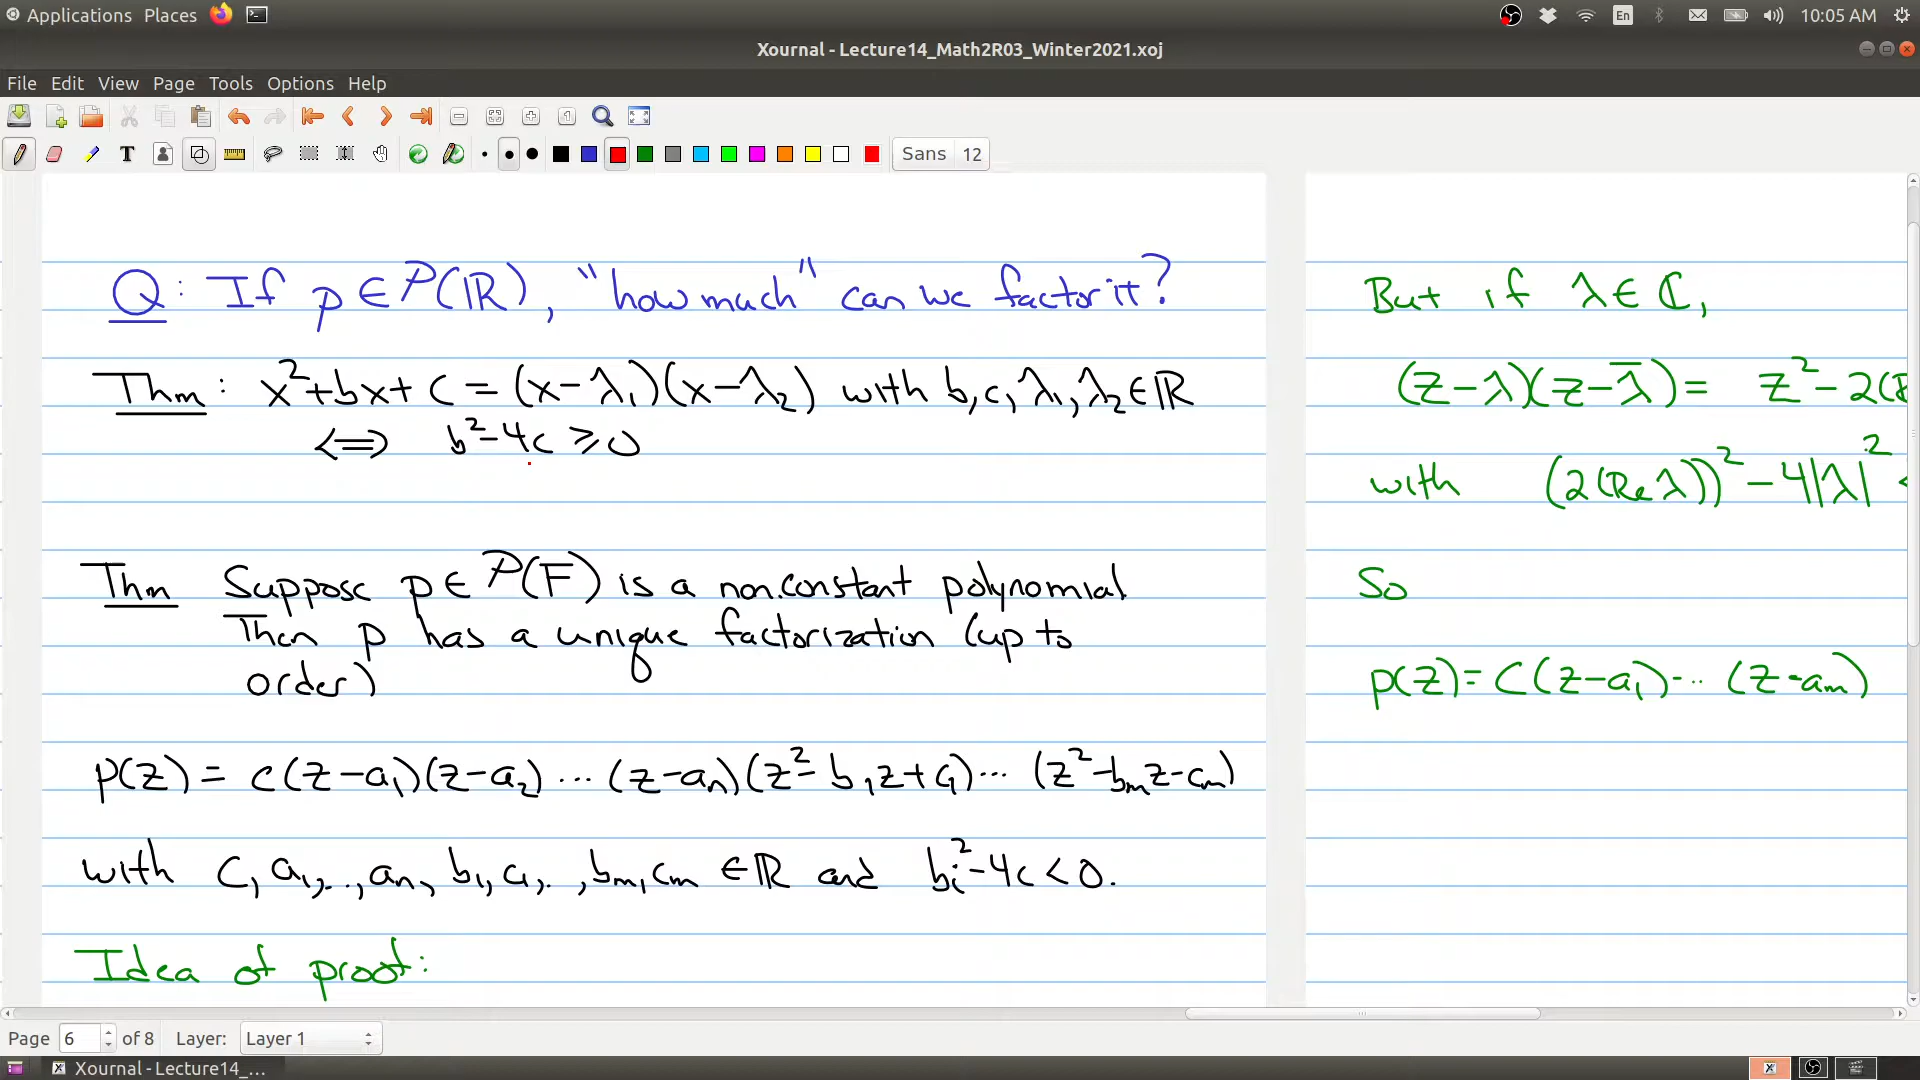 Applications Places
En
10:05 AM
Xournal - Lecture14_Math2R03_Winter2021.xoj
File Edit View Page Tools Options Help
Sans 12
Q: If p ∈ P(ℝ), "how much" can we factor it?
Thm: x²+bx+c = (x-λ₁)(x-λ₂) with b,c,λ₁,λ₂∈ℝ
⟺ b²-4c ≥ 0
Thm Suppose p ∈ P(F) is a nonconstant polynomial
Then p has a unique factorization (up to
order)
p(z) = c(z-a₁)(z-a₂) ... (z-aₙ)(z²-b₁z+c₁)... (z²-bₘz-cₘ)
with c, a₁,..,aₙ, b₁,c₁,..,bₘ,cₘ ∈ℝ and bᵢ²-4c < 0.
Idea of proof:
But if λ ∈ ℂ,
(z-λ)(z-λ̄) = z²-2(R
with (2(Re λ))²-4|λ|² <
So
p(z) = C(z-a₁)... (z-aₘ)
Page 6 of 8 Layer: Layer 1
Xournal - Lecture14_...